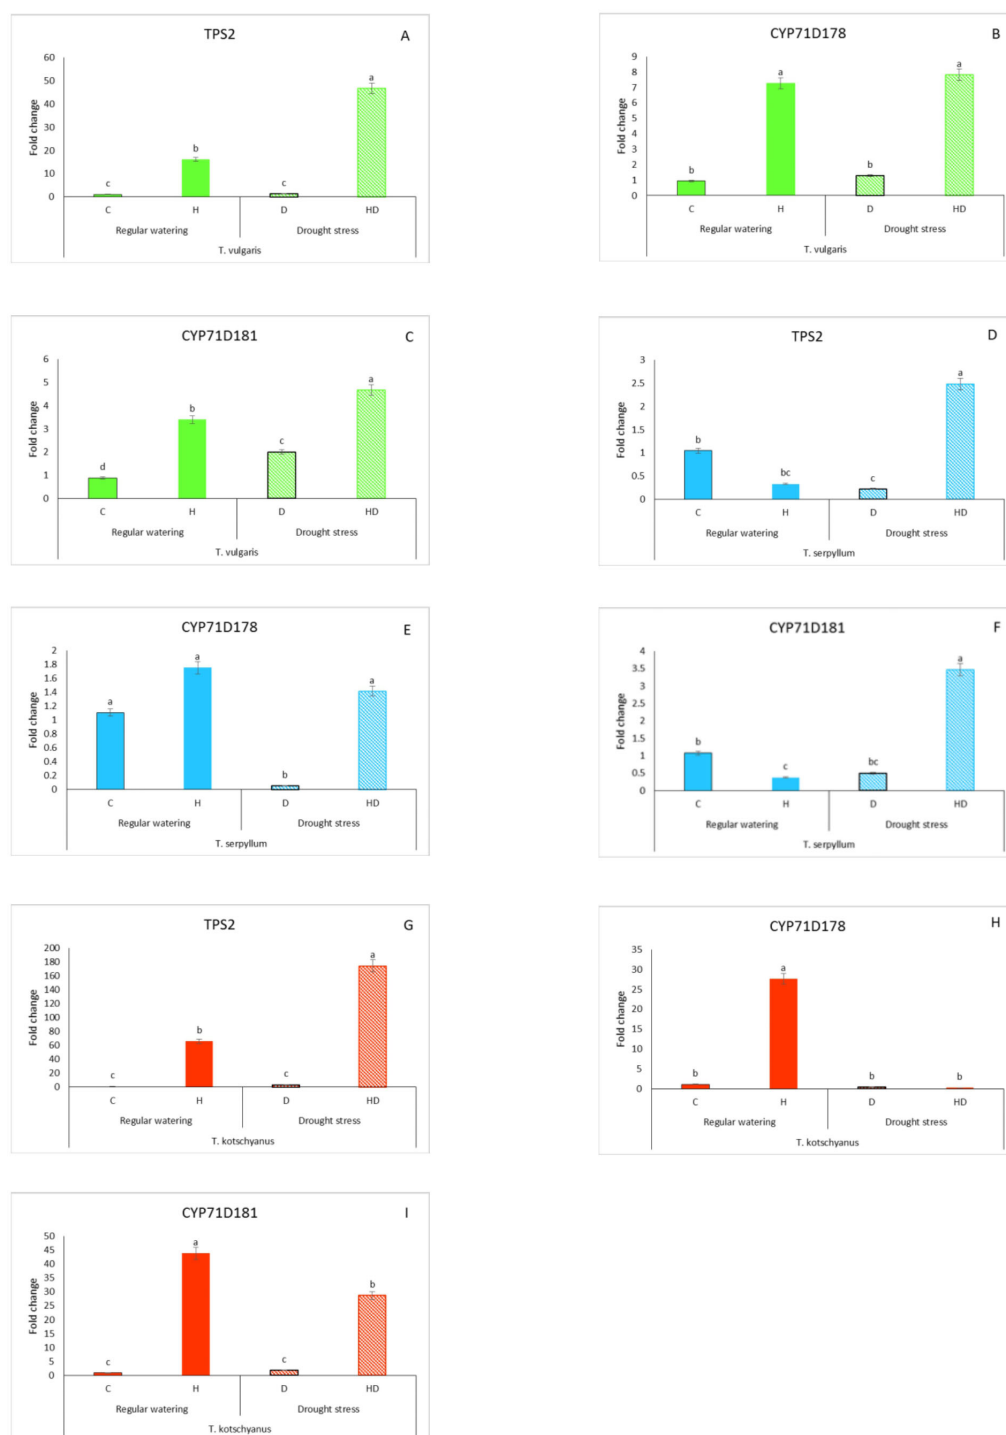 TPS2 A
60
50
40
30
20
10
0
Fold change
c b c a
C H D HD
Regular watering Drought stress
T. vulgaris
CYP71D178 B
9
8
7
6
5
4
3
2
1
0
Fold change
b a b a
C H D HD
Regular watering Drought stress
T. vulgaris
CYP71D181 C
6
5
4
3
2
1
0
Fold change
d b c a
C H D HD
Regular watering Drought stress
T. vulgaris
TPS2 D
3
2.5
2
1.5
1
0.5
0
Fold change
b bc c a
C H D HD
Regular watering Drought stress
T. serpyllum
CYP71D178 E
2
1.8
1.6
1.4
1.2
1
0.8
0.6
0.4
0.2
0
Fold change
a a b a
C H D HD
Regular watering Drought stress
T. serpyllum
CYP71D181 F
4
3.5
3
2.5
2
1.5
1
0.5
0
Fold change
b c bc a
C H D HD
Regular watering Drought stress
T. serpyllum
TPS2 G
200
180
160
140
120
100
80
60
40
20
0
Fold change
c b c a
C H D HD
Regular watering Drought stress
T. kotschyanus
CYP71D178 H
35
30
25
20
15
10
5
0
Fold change
b a b b
C H D HD
Regular watering Drought stress
T. kotschyanus
CYP71D181 I
50
45
40
35
30
25
20
15
10
5
0
Fold change
c a c b
C H D HD
Regular watering Drought stress
T. kotschyanus